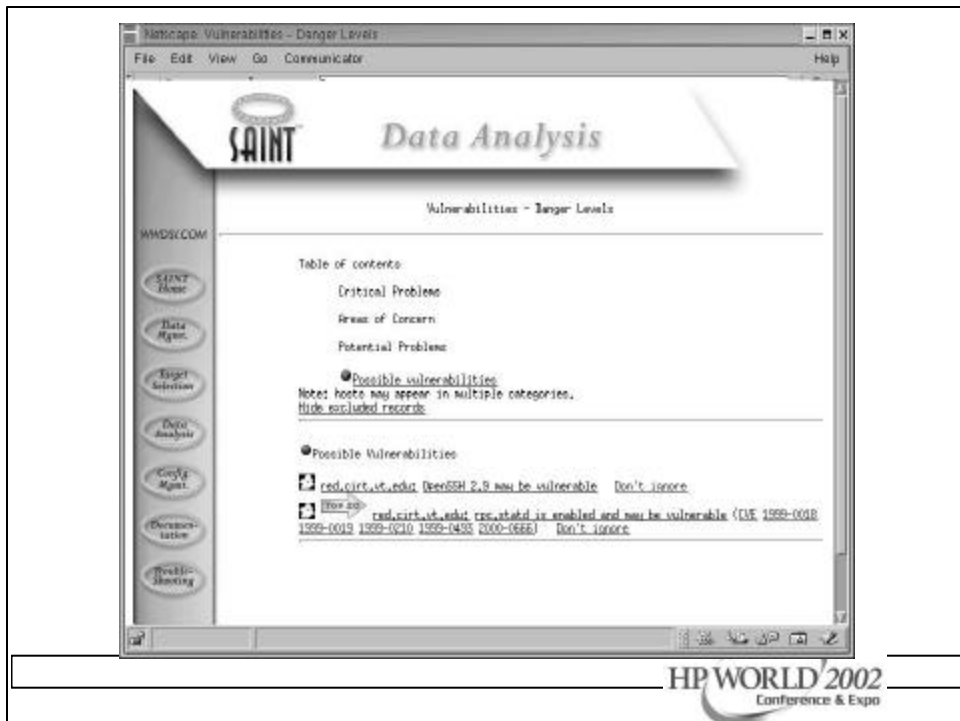 Netscape: Vulnerabilities - Danger Levels
File Edit View Go Communicator Help
SAINT
Data Analysis
Vulnerabilities - Danger Levels
WWDSI.COM
SAINT Home
Data Mgmt.
Target Selection
Data Analysis
Config. Mgmt.
Documentation
Trouble-Shooting
Table of contents
Critical Problems
Areas of Concern
Potential Problems
Possible vulnerabilities
Note: hosts may appear in multiple categories.
Hide excluded records
Possible Vulnerabilities
red.cirt.vt.edu: OpenSSH 2.9 may be vulnerable Don't ignore
TOP 20
red.cirt.vt.edu: rpc.statd is enabled and may be vulnerable (CVE 1999-0018
1999-0019 1999-0210 1999-0493 2000-0666) Don't ignore
HP WORLD'2002
Conference & Expo